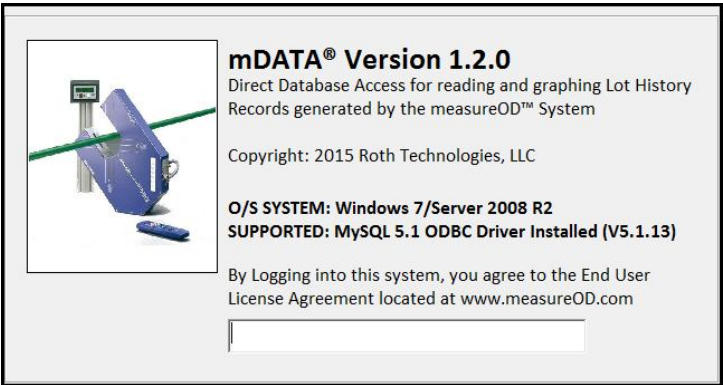 mDATA® Version 1.2.0
Direct Database Access for reading and graphing Lot History
Records generated by the measureOD™ System
Copyright: 2015 Roth Technologies, LLC
O/S SYSTEM: Windows 7/Server 2008 R2
SUPPORTED: MySQL 5.1 ODBC Driver Installed (V5.1.13)
By Logging into this system, you agree to the End User
License Agreement located at www.measureOD.com